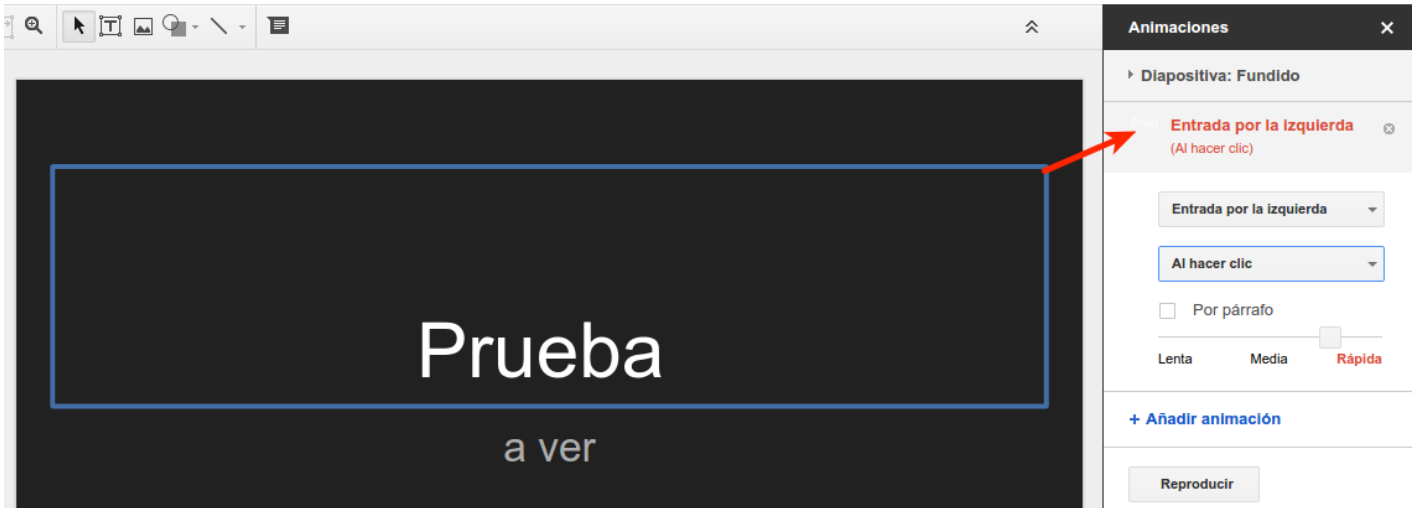 Animaciones
Diapositiva: Fundido
Entrada por la izquierda
(Al hacer clic)
Entrada por la izquierda
Al hacer clic
Por párrafo
Lenta Media Rápida
+ Añadir animación
Reproducir
Prueba
a ver